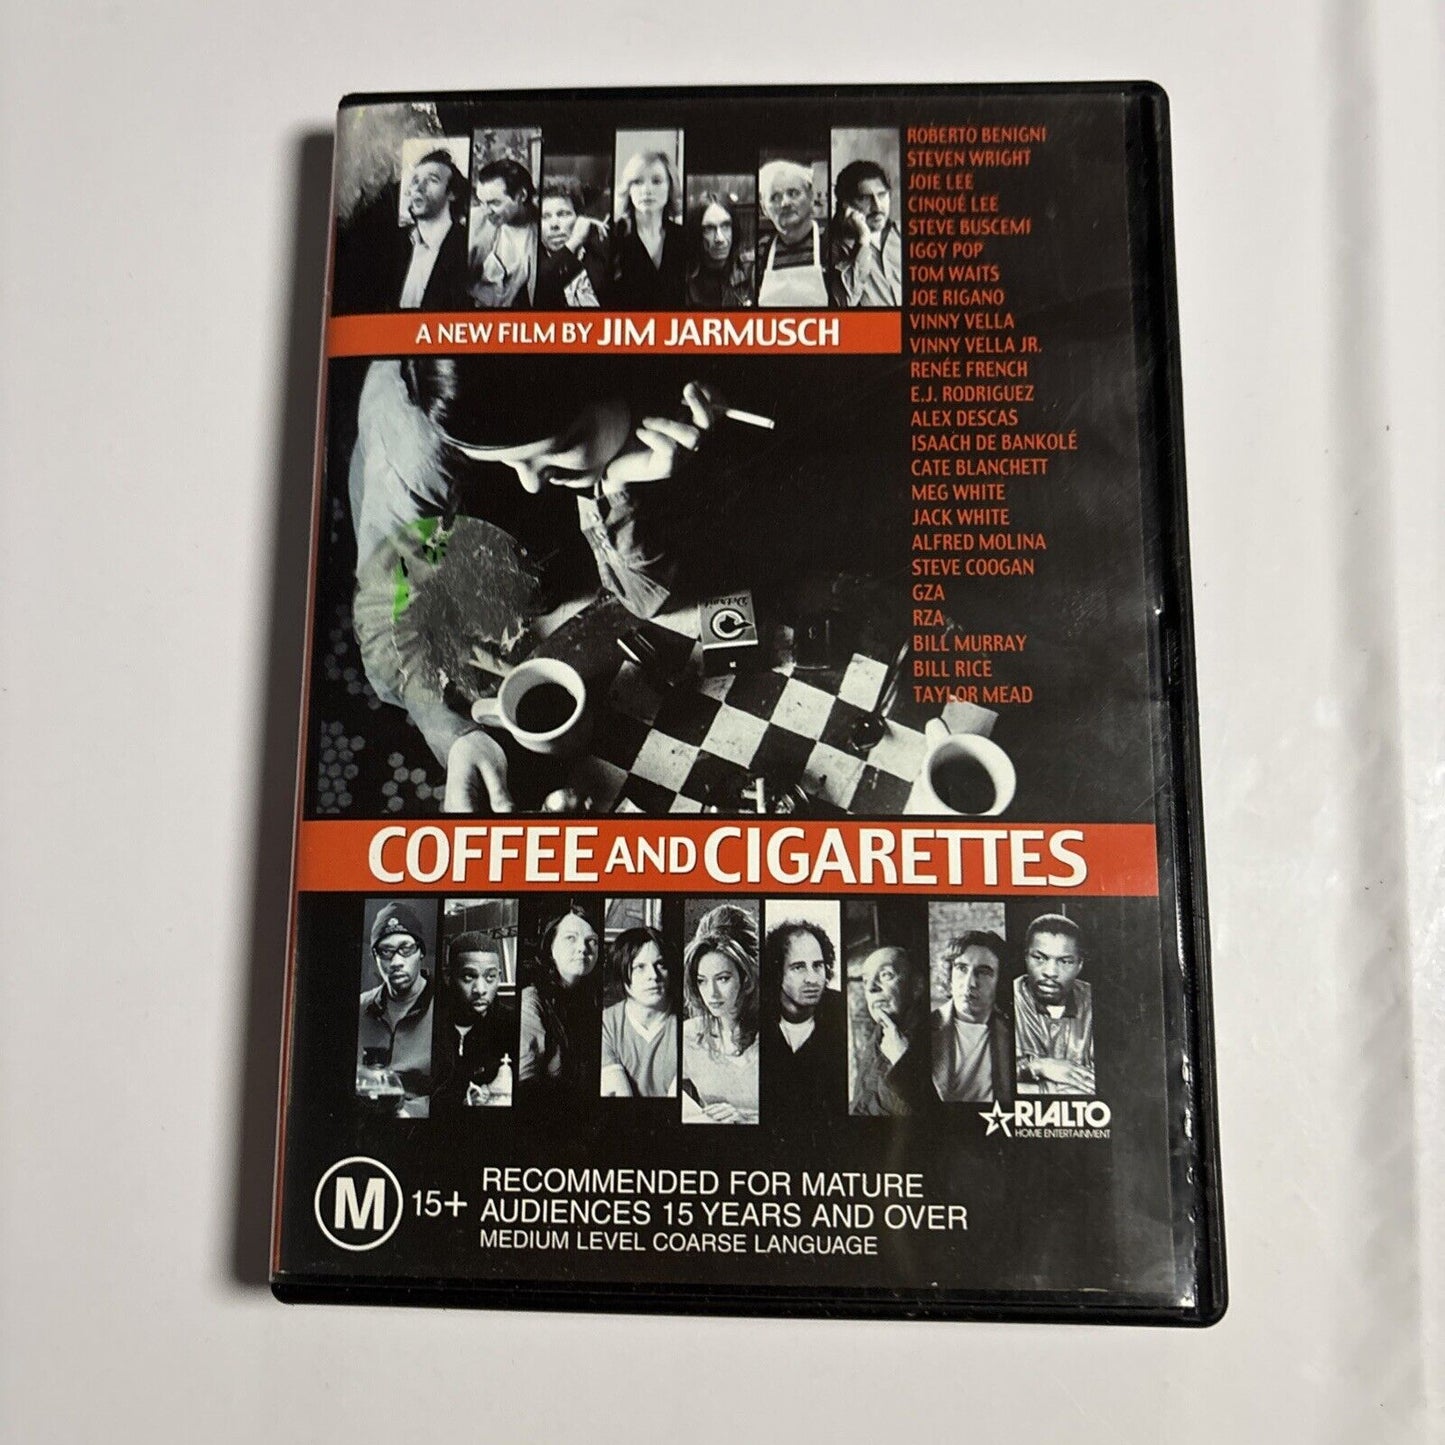 ROBERTO BENIGNI
STEVEN WRIGHT
JOIE LEE
CINQUÉ LEE
STEVE BUSCEMI
IGGY POP
TOM WAITS
JOE RIGANO
VINNY VELLA
VINNY VELLA JR.
RENÉE FRENCH
E.J. RODRIGUEZ
ALEX DESCAS
ISAACH DE BANKOLÉ
CATE BLANCHETT
MEG WHITE
JACK WHITE
ALFRED MOLINA
STEVE COOGAN
GZA
RZA
BILL MURRAY
BILL RICE
TAYLOR MEAD
A NEW FILM BY JIM JARMUSCH
COFFEE AND CIGARETTES
RIALTO
HOME ENTERTAINMENT
M 15+
RECOMMENDED FOR MATURE
AUDIENCES 15 YEARS AND OVER
MEDIUM LEVEL COARSE LANGUAGE